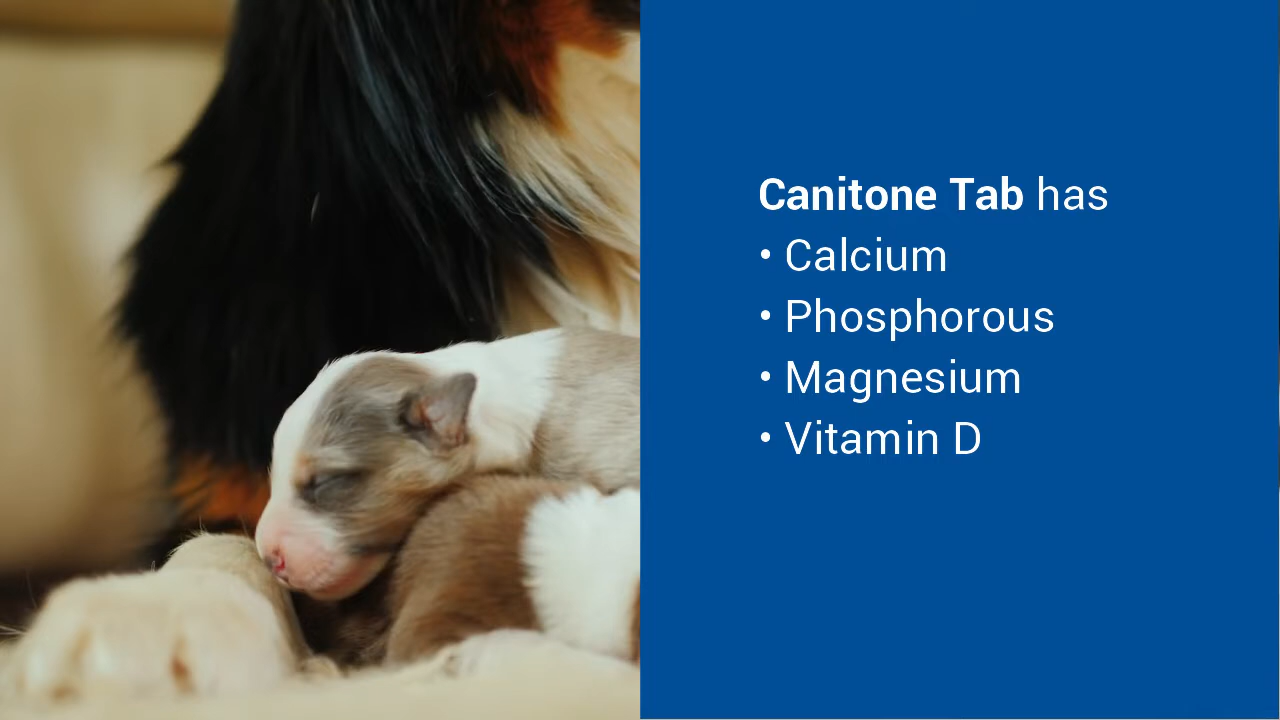 Canitone Tab has
• Calcium
• Phosphorous
• Magnesium
• Vitamin D